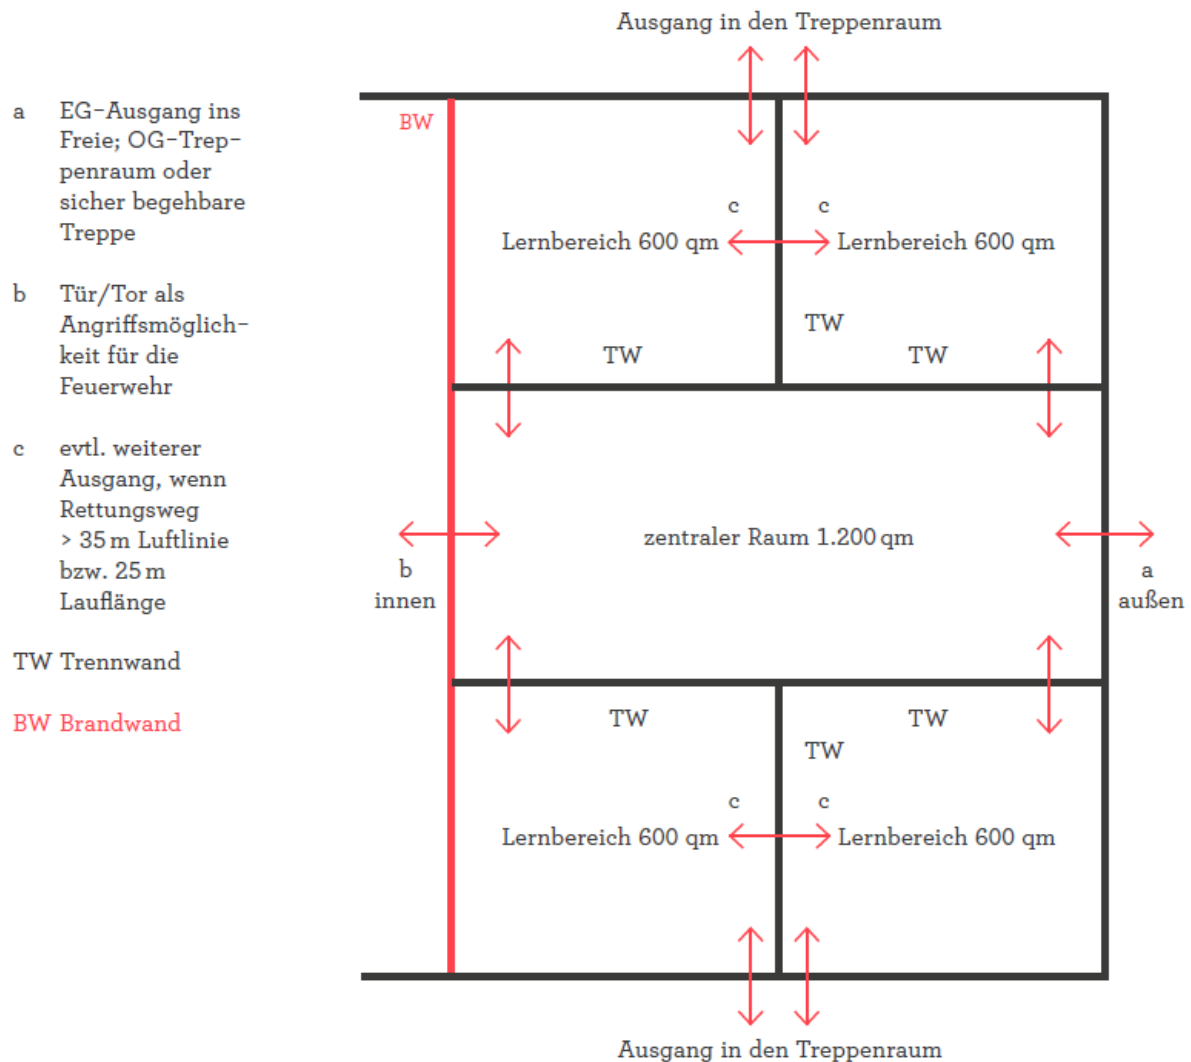 Ausgang in den Treppenraum
a EG-Ausgang ins
Freie; OG-Trep-
penraum oder
sicher begehbare
Treppe
b Tür/Tor als
Angriffsmöglich-
keit für die
Feuerwehr
c evtl. weiterer
Ausgang, wenn
Rettungsweg
> 35 m Luftlinie
bzw. 25 m
Lauflänge
TW Trennwand
BW Brandwand
BW
c c
Lernbereich 600 qm Lernbereich 600 qm
TW
TW TW
zentraler Raum 1.200 qm
b
innen
a
außen
TW TW
TW
c c
Lernbereich 600 qm Lernbereich 600 qm
Ausgang in den Treppenraum